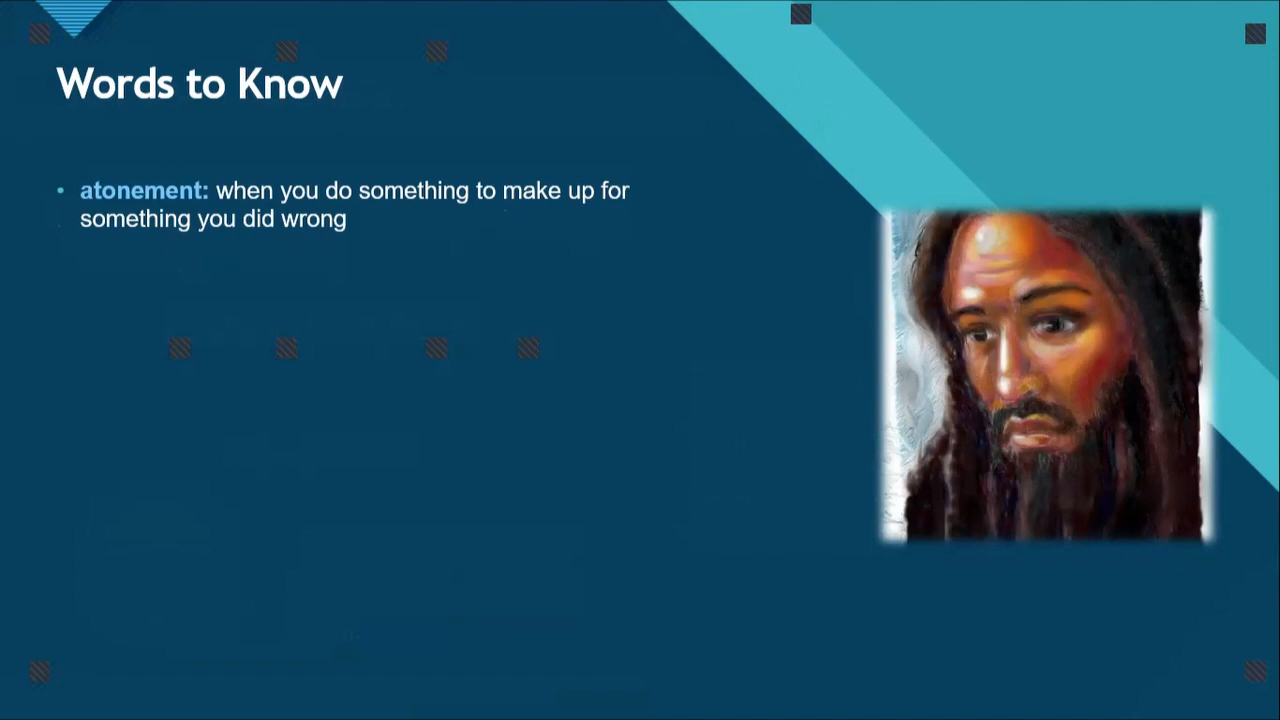 Words to Know
• atonement: when you do something to make up for
something you did wrong